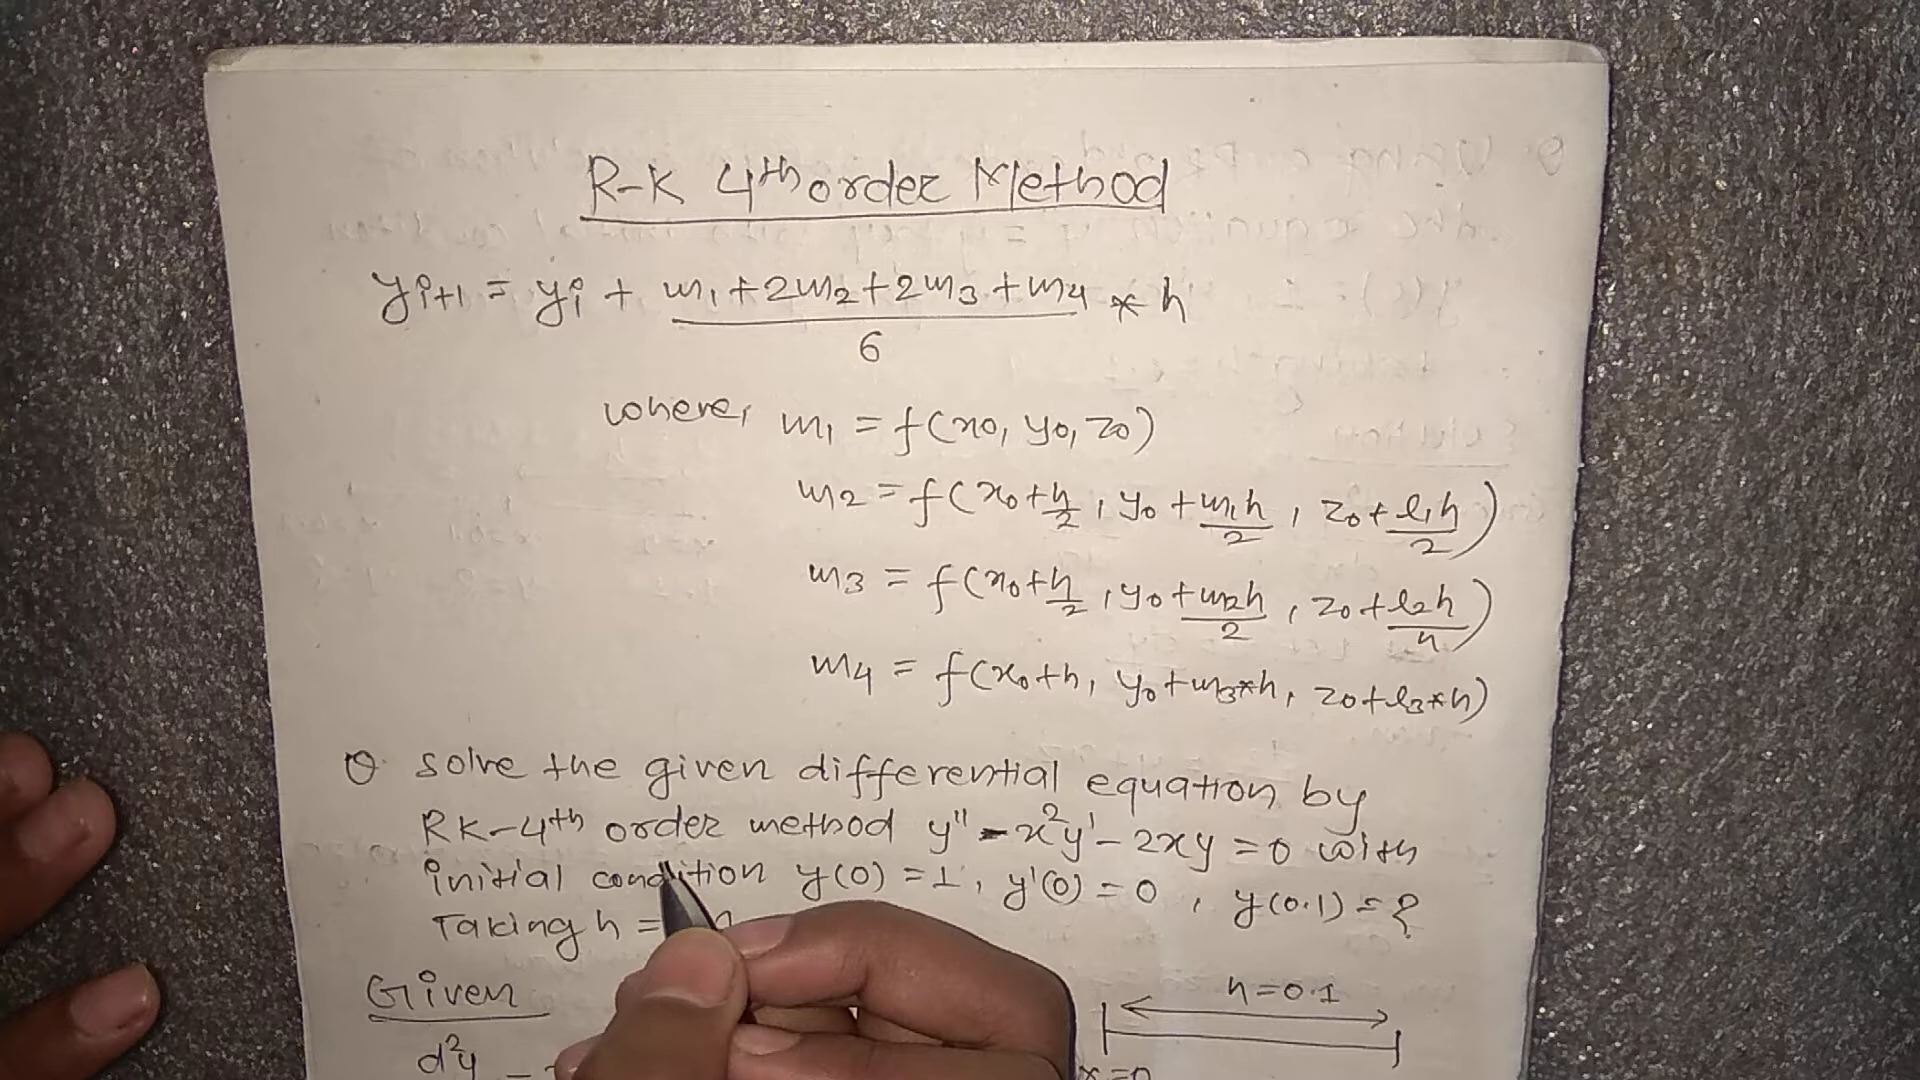 R-K 4th order Method
yi+1 = yi + m1+2m2+2m3+m4/6 * h
where, m1 = f(x0, y0, z0)
m2 = f(x0+h/2, y0+m1h/2, z0+l1h/2)
m3 = f(x0+h/2, y0+m2h/2, z0+l2h/2)
m4 = f(x0+h, y0+m3*h, z0+l3*h)
Q. solve the given differential equation by
RK-4th order method y'' - x²y' - 2xy = 0 with
initial condition y(0) = 1, y'(0) = 0, y(0.1) = ?
Taking h =
Given
h=0.1
d²y -
x=0